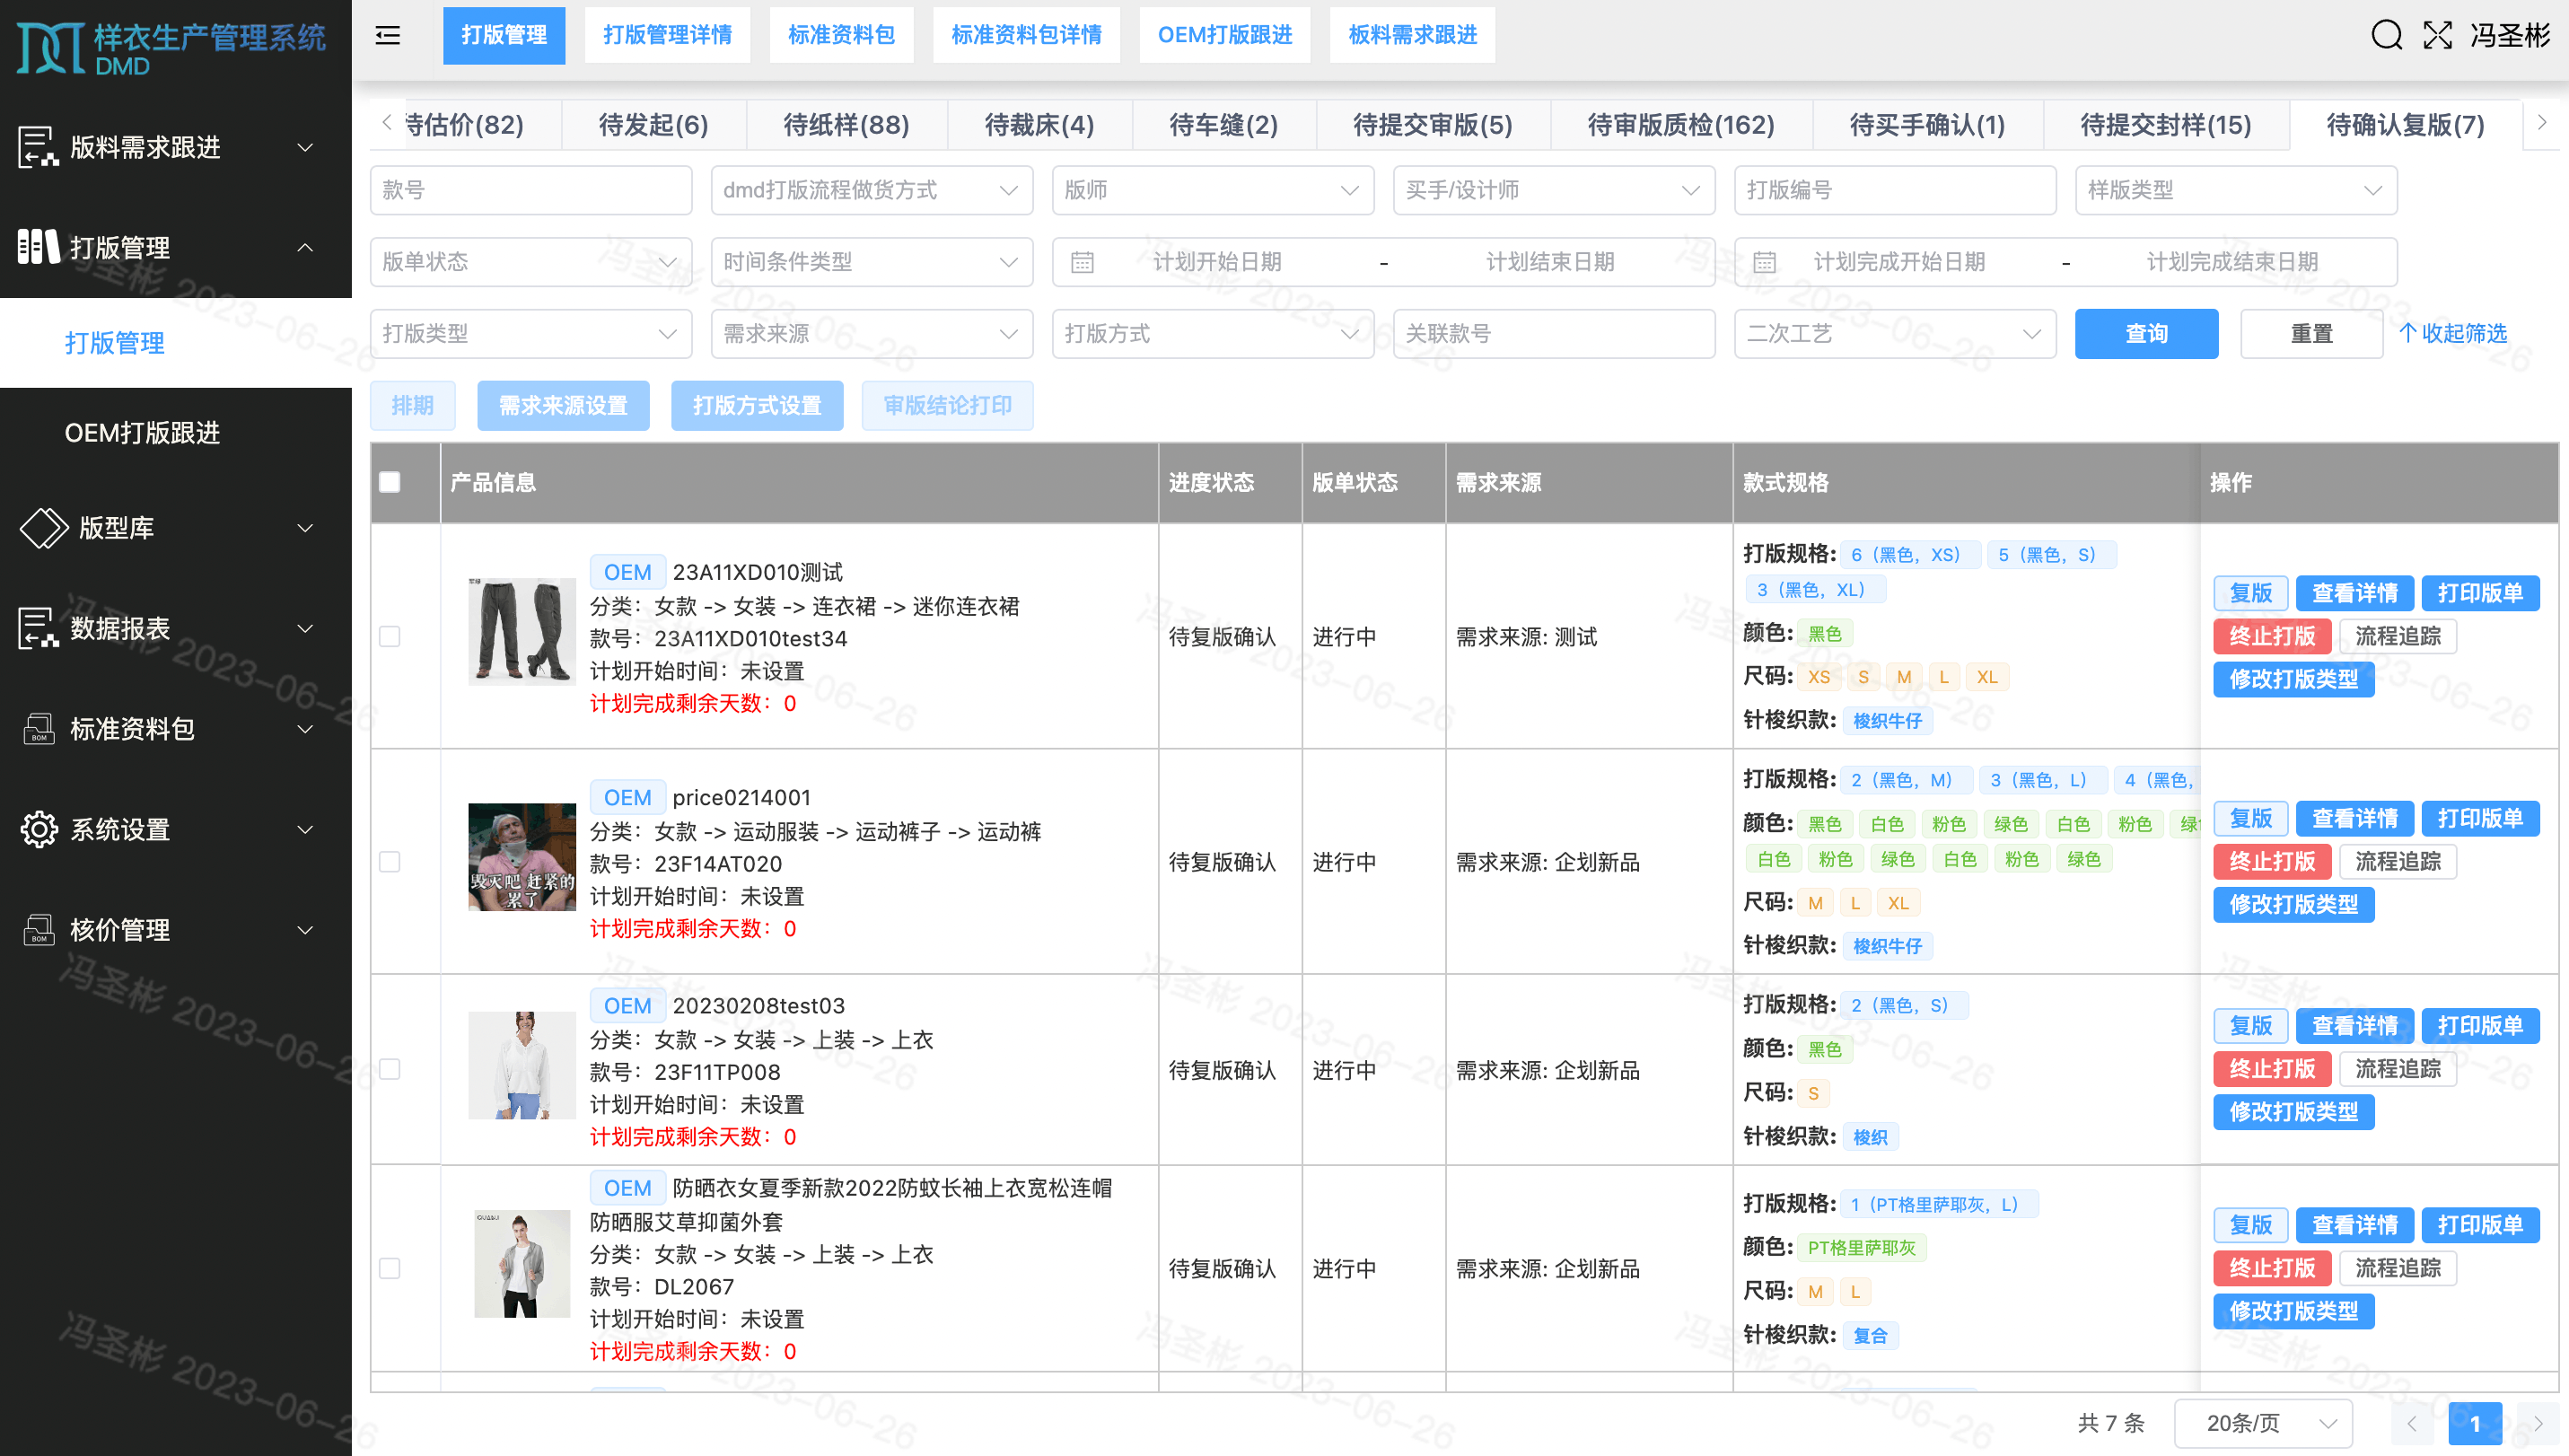 样衣生产管理系统
DMD
版料需求跟进
打版管理
打版管理
OEM打版跟进
版型库
数据报表
标准资料包
系统设置
核价管理
打版管理 打版管理详情 标准资料包 标准资料包详情 OEM打版跟进 板料需求跟进
冯圣彬
待估价(82) 待发起(6) 待纸样(88) 待裁床(4) 待车缝(2) 待提交审版(5) 待审版质检(162) 待买手确认(1) 待提交封样(15) 待确认复版(7)
款号 dmd打版流程做货方式 版师 买手/设计师 打版编号 样版类型
版单状态 时间条件类型 计划开始日期 - 计划结束日期 计划完成开始日期 - 计划完成结束日期
打版类型 需求来源 打版方式 关联款号 二次工艺 查询 重置 收起筛选
排期 需求来源设置 打版方式设置 审版结论打印
产品信息 进度状态 版单状态 需求来源 款式规格 操作
OEM 23A11XD010测试
分类：女款 -> 女装 -> 连衣裙 -> 迷你连衣裙
款号：23A11XD010test34
计划开始时间：未设置
计划完成剩余天数：0
待复版确认 进行中 需求来源: 测试
打版规格: 6（黑色，XS） 5（黑色，S）
3（黑色，XL）
颜色: 黑色
尺码: XS S M L XL
针梭织款: 梭织牛仔
复版 查看详情 打印版单
终止打版 流程追踪
修改打版类型
OEM price0214001
分类：女款 -> 运动服装 -> 运动裤子 -> 运动裤
款号：23F14AT020
计划开始时间：未设置
计划完成剩余天数：0
毁灭吧 赶紧的
累了
待复版确认 进行中 需求来源: 企划新品
打版规格: 2（黑色，M） 3（黑色，L） 4（黑色，
颜色: 黑色 白色 粉色 绿色 白色 粉色 绿
白色 粉色 绿色 白色 粉色 绿色
尺码: M L XL
针梭织款: 梭织牛仔
复版 查看详情 打印版单
终止打版 流程追踪
修改打版类型
OEM 20230208test03
分类：女款 -> 女装 -> 上装 -> 上衣
款号：23F11TP008
计划开始时间：未设置
计划完成剩余天数：0
待复版确认 进行中 需求来源: 企划新品
打版规格: 2（黑色，S）
颜色: 黑色
尺码: S
针梭织款: 梭织
复版 查看详情 打印版单
终止打版 流程追踪
修改打版类型
OEM 防晒衣女夏季新款2022防蚊长袖上衣宽松连帽
防晒服艾草抑菌外套
分类：女款 -> 女装 -> 上装 -> 上衣
款号：DL2067
计划开始时间：未设置
计划完成剩余天数：0
待复版确认 进行中 需求来源: 企划新品
打版规格: 1（PT格里萨耶灰，L）
颜色: PT格里萨耶灰
尺码: M L
针梭织款: 复合
复版 查看详情 打印版单
终止打版 流程追踪
修改打版类型
共 7 条 20条/页 1
冯圣彬 2023-06-26